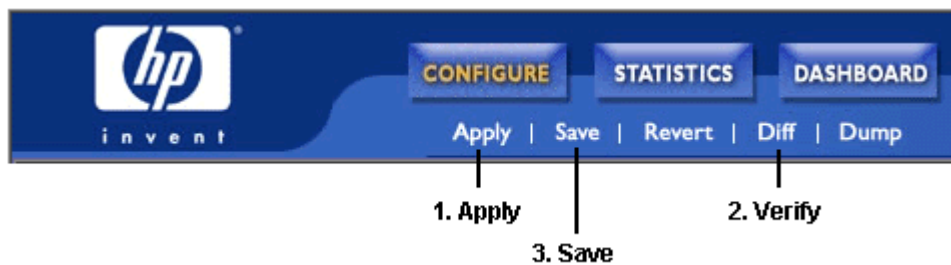 hp
invent
CONFIGURE STATISTICS DASHBOARD
Apply | Save | Revert | Diff | Dump
1. Apply 2. Verify
3. Save